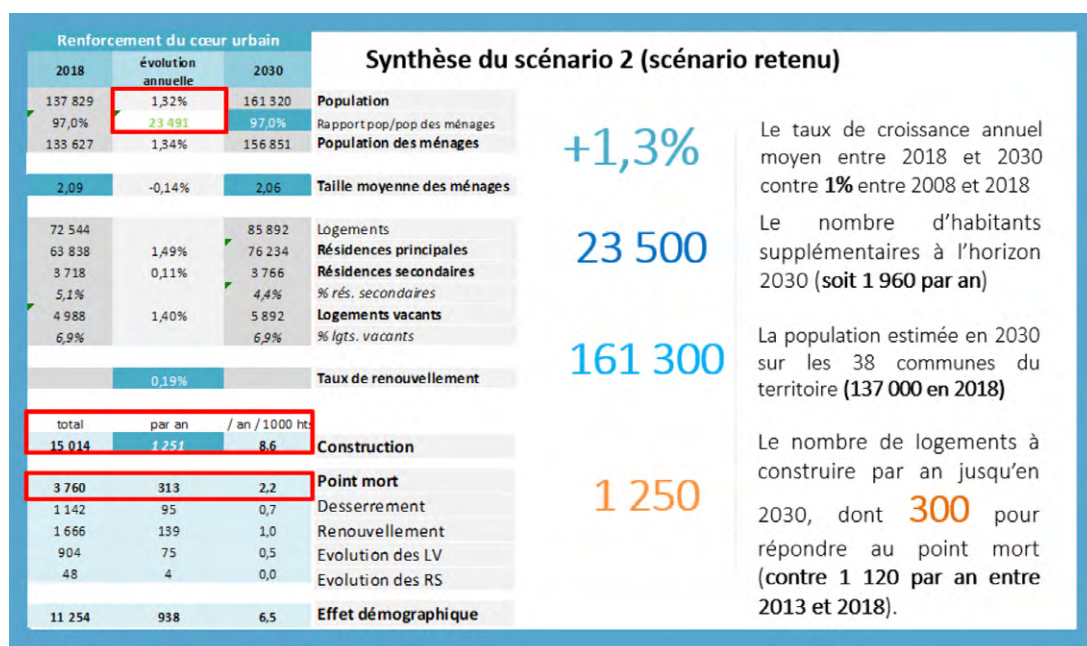 Renforcement du cœur urbain
2018 évolution annuelle 2030
Synthèse du scénario 2 (scénario retenu)
137 829 1,32% 161 320 Population
97,0% 23 491 97,0% Rapport pop/pop des ménages
133 627 1,34% 156 851 Population des ménages
2,09 -0,14% 2,06 Taille moyenne des ménages
72 544 85 892 Logements
63 838 1,49% 76 234 Résidences principales
3 718 0,11% 3 766 Résidences secondaires
5,1% 4,4% % rés. secondaires
4 988 1,40% 5 892 Logements vacants
6,9% 6,9% % lgts. vacants
0,19% Taux de renouvellement
total par an / an / 1000 hts
15 014 1 251 8,6 Construction
3 760 313 2,2 Point mort
1 142 95 0,7 Desserrement
1 666 139 1,0 Renouvellement
904 75 0,5 Evolution des LV
48 4 0,0 Evolution des RS
11 254 938 6,5 Effet démographique
+1,3%
Le taux de croissance annuel
moyen entre 2018 et 2030
contre 1% entre 2008 et 2018
23 500
Le nombre d’habitants
supplémentaires à l’horizon
2030 (soit 1 960 par an)
161 300
La population estimée en 2030
sur les 38 communes du
territoire (137 000 en 2018)
1 250
Le nombre de logements à
construire par an jusqu’en
2030, dont 300 pour
répondre au point mort
(contre 1 120 par an entre
2013 et 2018).